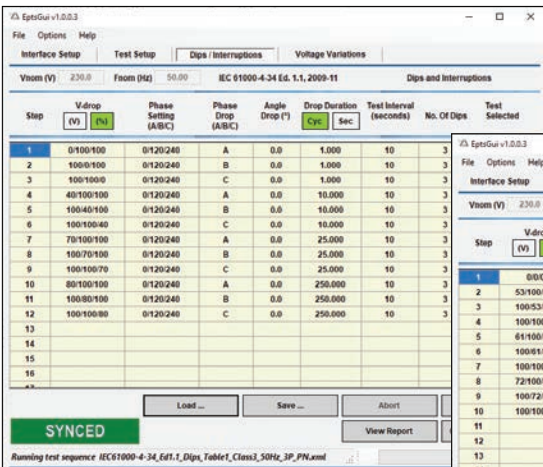 EptsGui v1.0.0.3
File Options Help
Interface Setup Test Setup Dips / Interruptions Voltage Variations
Vnom (V) 230.0 Fnom (Hz) 50.00 IEC 61000-4-34 Ed. 1.1, 2009-11 Dips and Interruptions
Step V-drop (V) (%) Phase Setting (A/B/C) Phase Drop (A/B/C) Angle Drop (°) Drop Duration Cyc Sec Test Interval (seconds) No. Of Dips Test Selected
1 0/100/100 0/120/240 A 0.0 1.000 10 3
2 100/0/100 0/120/240 B 0.0 1.000 10 3
3 100/100/0 0/120/240 C 0.0 1.000 10 3
4 40/100/100 0/120/240 A 0.0 10.000 10 3
5 100/40/100 0/120/240 B 0.0 10.000 10 3
6 100/100/40 0/120/240 C 0.0 10.000 10 3
7 70/100/100 0/120/240 A 0.0 25.000 10 3
8 100/70/100 0/120/240 B 0.0 25.000 10 3
9 100/100/70 0/120/240 C 0.0 25.000 10 3
10 80/100/100 0/120/240 A 0.0 250.000 10 3
11 100/80/100 0/120/240 B 0.0 250.000 10 3
12 100/100/80 0/120/240 C 0.0 250.000 10 3
13
14
15
16
Load ... Save ... Abort
SYNCED View Report
Running test sequence IEC61000-4-34_Ed1.1_Dips_Table1_Class3_50Hz_3P_PN.xml
EptsGui v1.0.0.3
File Options Help
Interface Setup
Vnom (V) 230.0
Step (V)
1
2 53/100/
3 100/53/
4 100/100
5 61/100/
6 100/61/
7 100/100
8 72/100/
9 100/72/
10 100/100
11
12
13